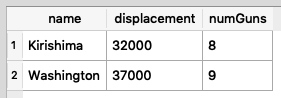 name displacement numGuns
1 Kirishima 32000 8
2 Washington 37000 9